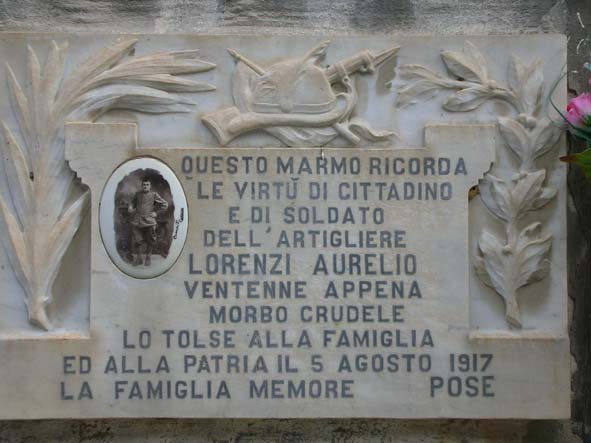 QUESTO MARMO RICORDA
LE VIRTÙ DI CITTADINO
E DI SOLDATO
DELL'ARTIGLIERE
LORENZI AURELIO
VENTENNE APPENA
MORBO CRUDELE
LO TOLSE ALLA FAMIGLIA
ED ALLA PATRIA IL 5 AGOSTO 1917
LA FAMIGLIA MEMORE POSE